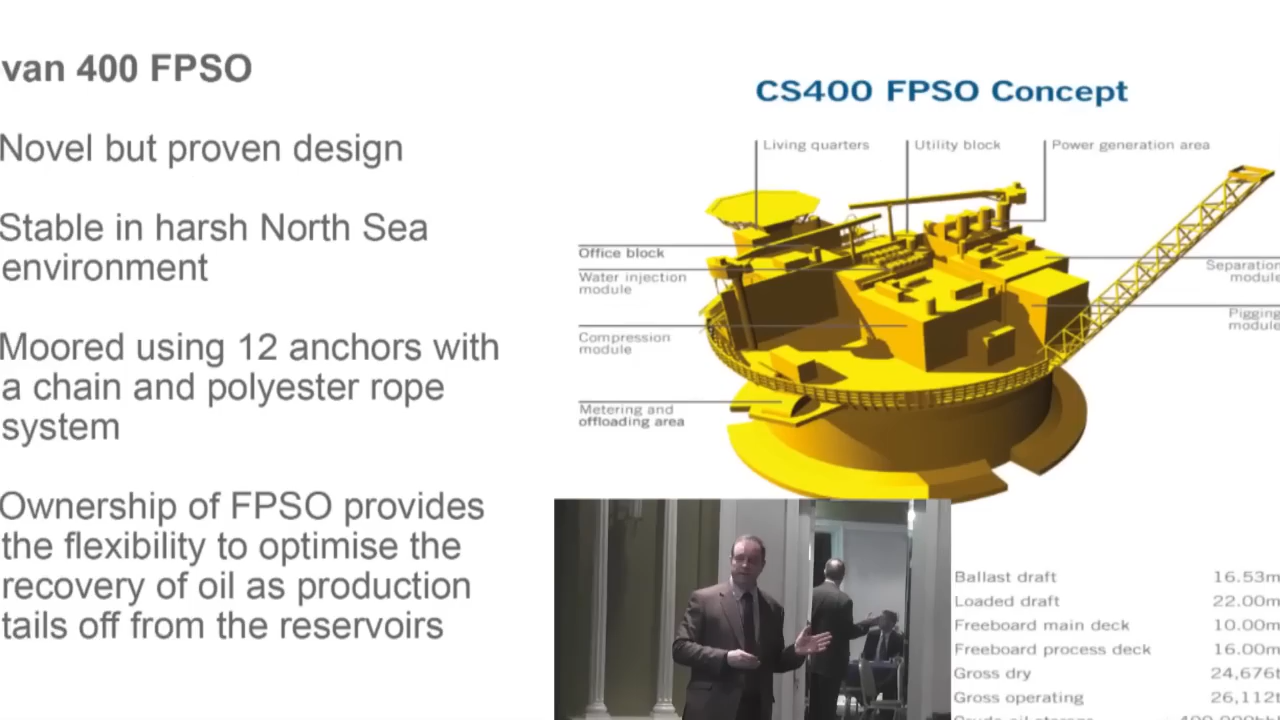 van 400 FPSO
Novel but proven design
Stable in harsh North Sea
environment
Moored using 12 anchors with
a chain and polyester rope
system
Ownership of FPSO provides
the flexibility to optimise the
recovery of oil as production
tails off from the reservoirs
CS400 FPSO Concept
Living quarters
Utility block
Power generation area
Office block
Water injection
module
Compression
module
Metering and
offloading area
Separation
module
Pigging
module
Ballast draft 16.53m
Loaded draft 22.00m
Freeboard main deck 10.00m
Freeboard process deck 16.00m
Gross dry 24,676t
Gross operating 26,112t